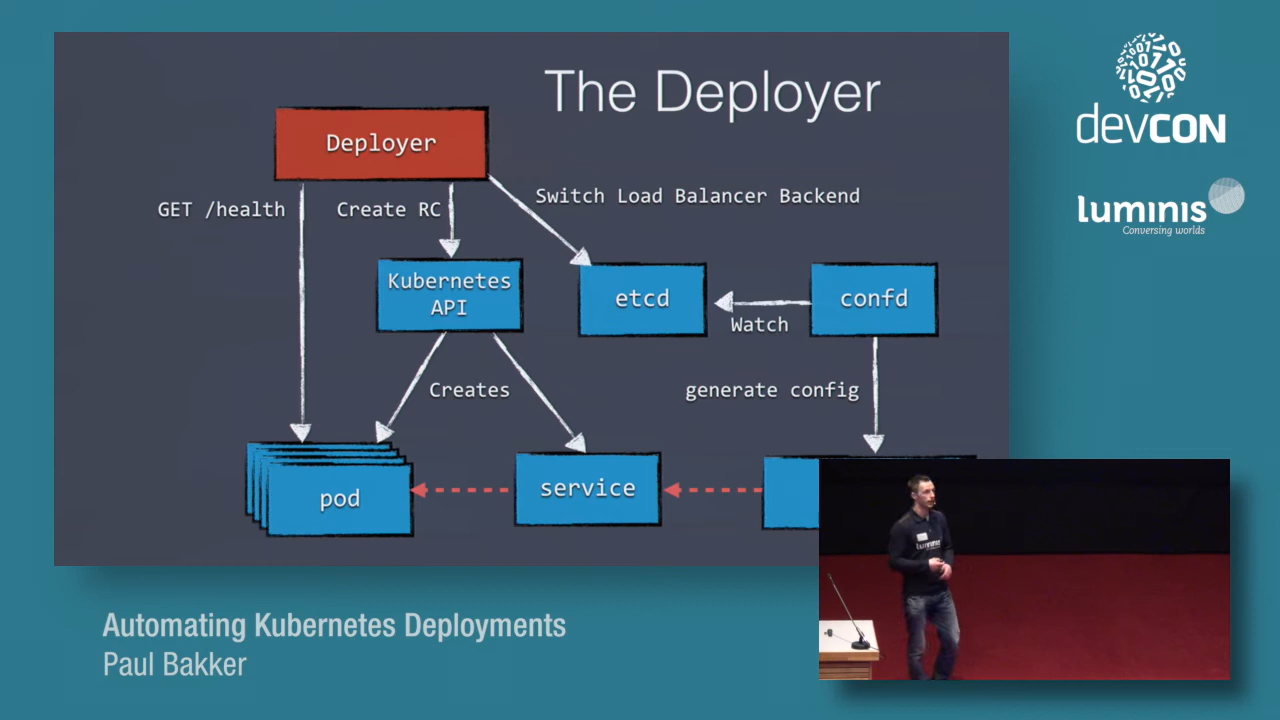 The Deployer
Deployer
GET /health
Create RC
Switch Load Balancer Backend
Kubernetes
API
etcd
confd
Watch
Creates
generate config
pod
service
devCON
luminis
Conversing worlds
luminis
Automating Kubernetes Deployments
Paul Bakker